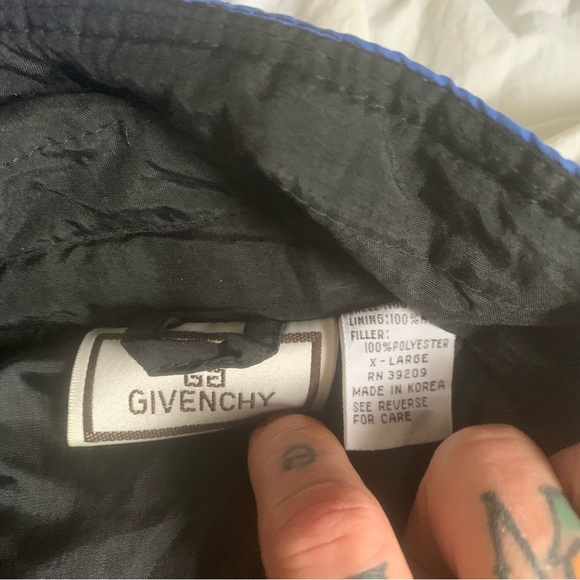 GIVENCHY
LINING:100%
FILLER:
100%POLYESTER
X-LARGE
RN 39209
MADE IN KOREA
SEE REVERSE
FOR CARE
e
N